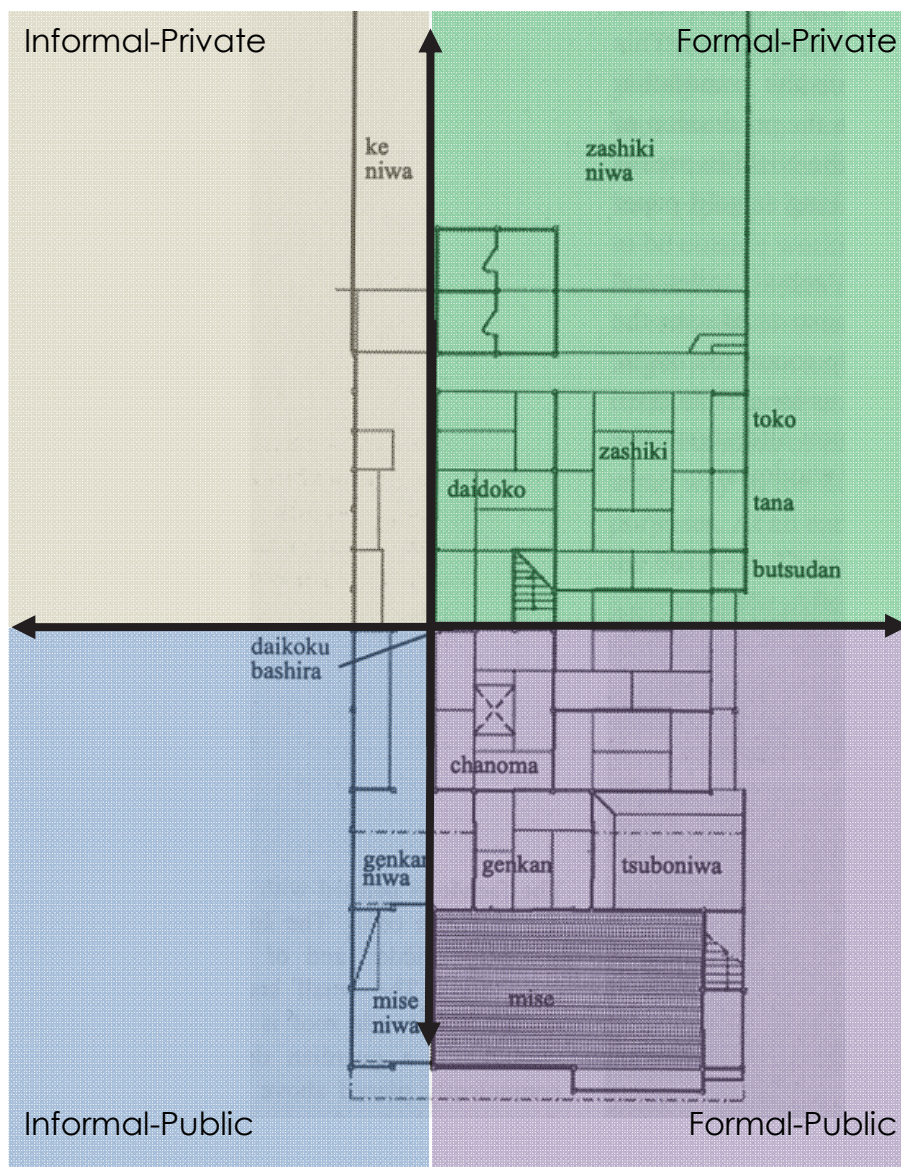 Informal-Private
Formal-Private
ke
niwa
zashiki
niwa
toko
zashiki
daidoko
tana
butsudan
daikoku
bashira
chanoma
genkan
niwa
genkan
tsuboniwa
mise
niwa
mise
Informal-Public
Formal-Public